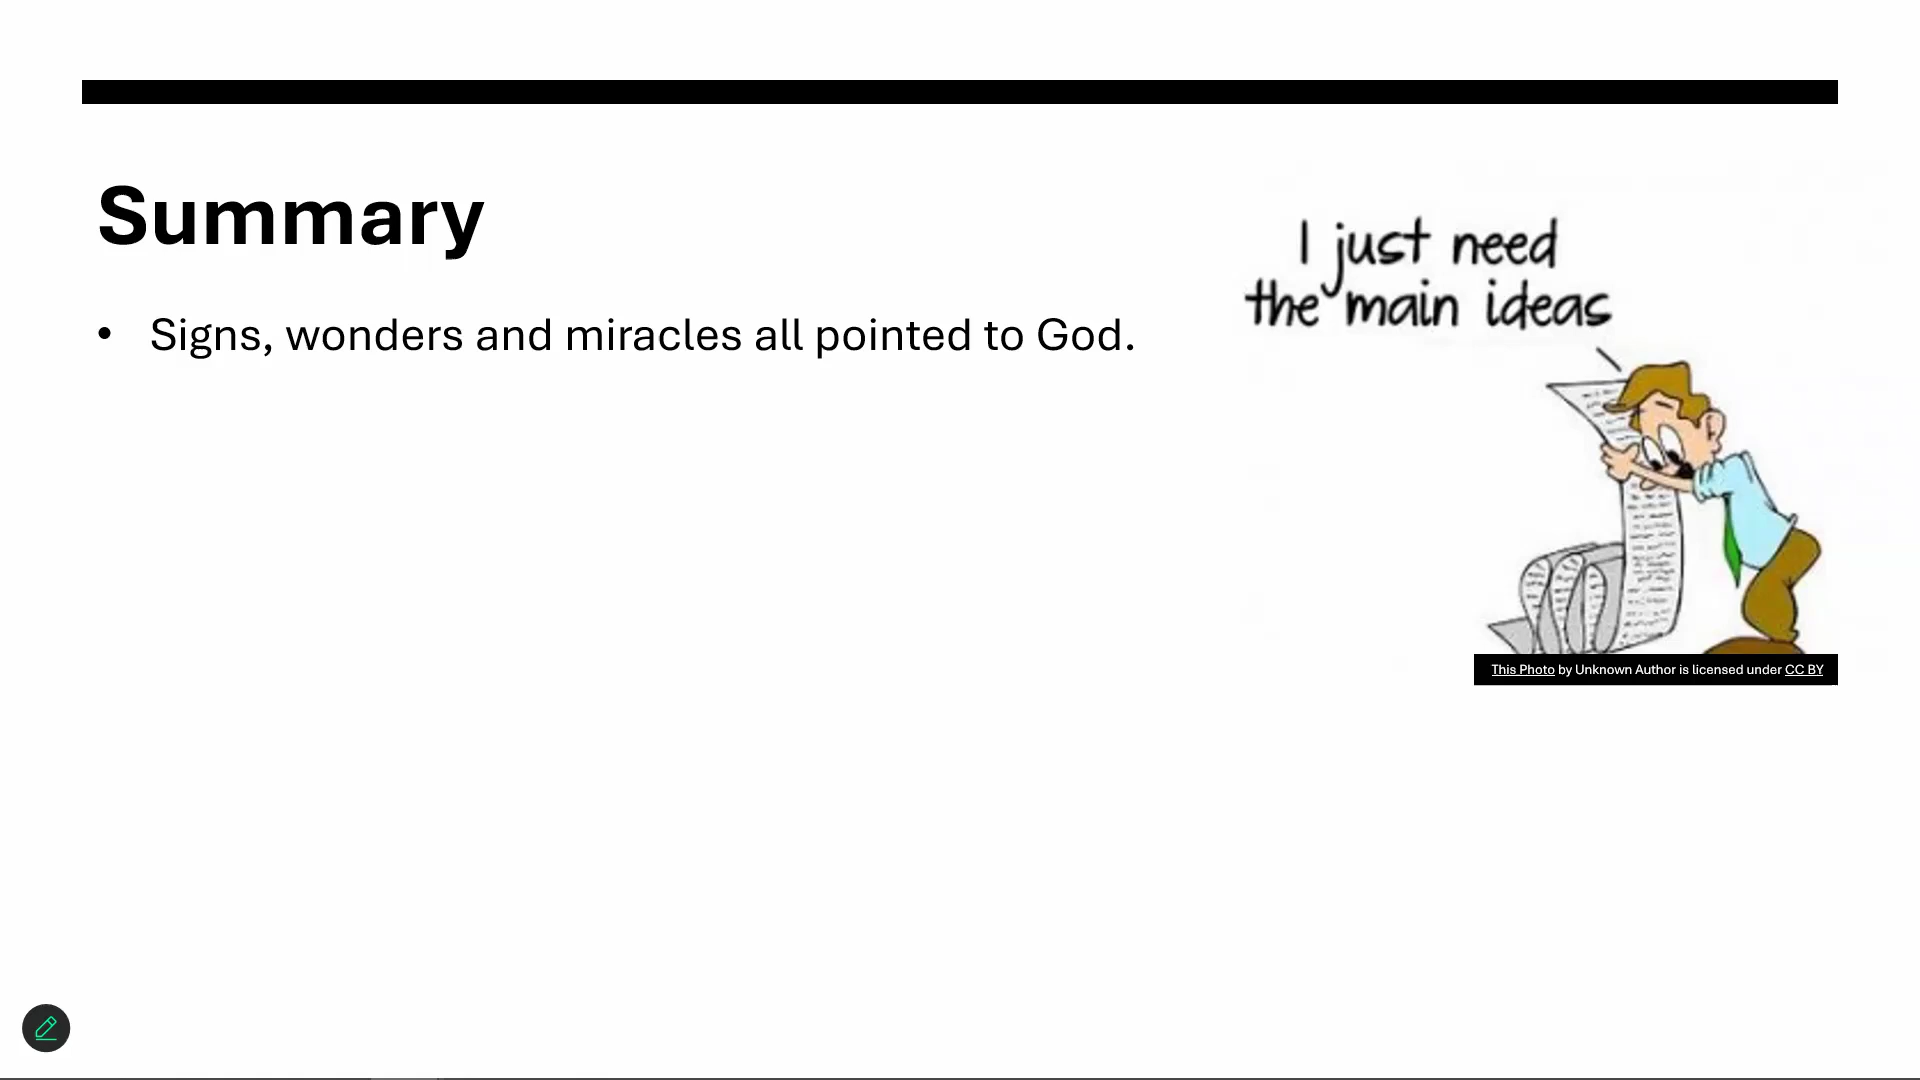 Summary
• Signs, wonders and miracles all pointed to God.
I just need
the main ideas
This Photo by Unknown Author is licensed under CC BY